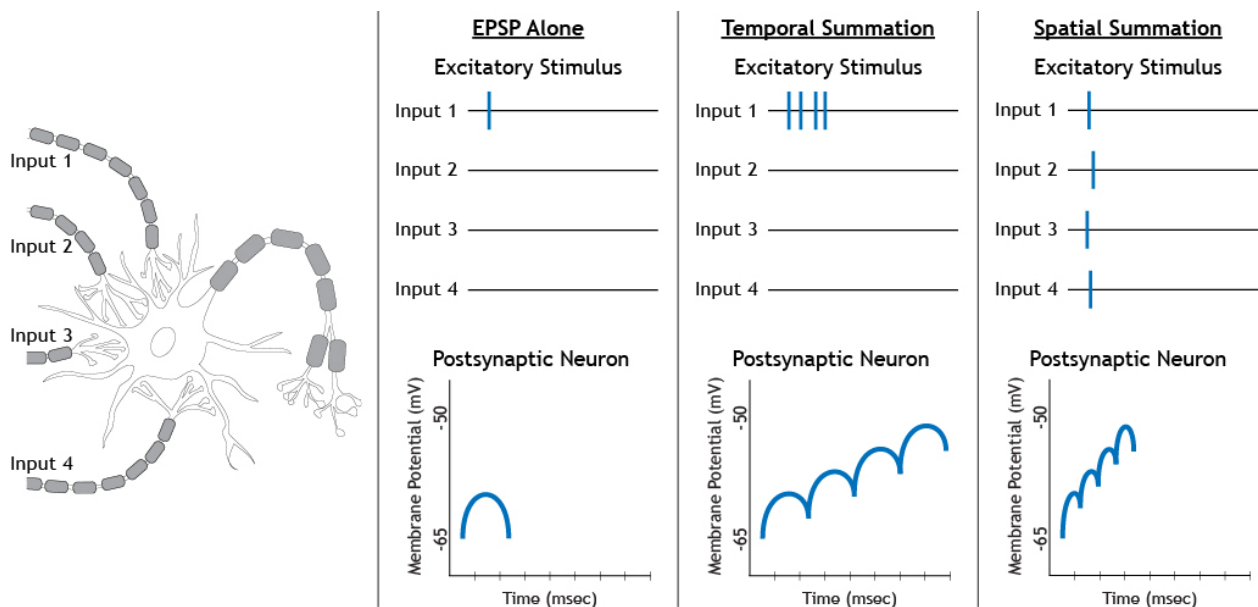 Input 1
Input 2
Input 3
Input 4
EPSP Alone
Excitatory Stimulus
Input 1
Input 2
Input 3
Input 4
Postsynaptic Neuron
Membrane Potential (mV)
-50
-65
Time (msec)
Temporal Summation
Excitatory Stimulus
Input 1
Input 2
Input 3
Input 4
Postsynaptic Neuron
Membrane Potential (mV)
-50
-65
Time (msec)
Spatial Summation
Excitatory Stimulus
Input 1
Input 2
Input 3
Input 4
Postsynaptic Neuron
Membrane Potential (mV)
-50
-65
Time (msec)